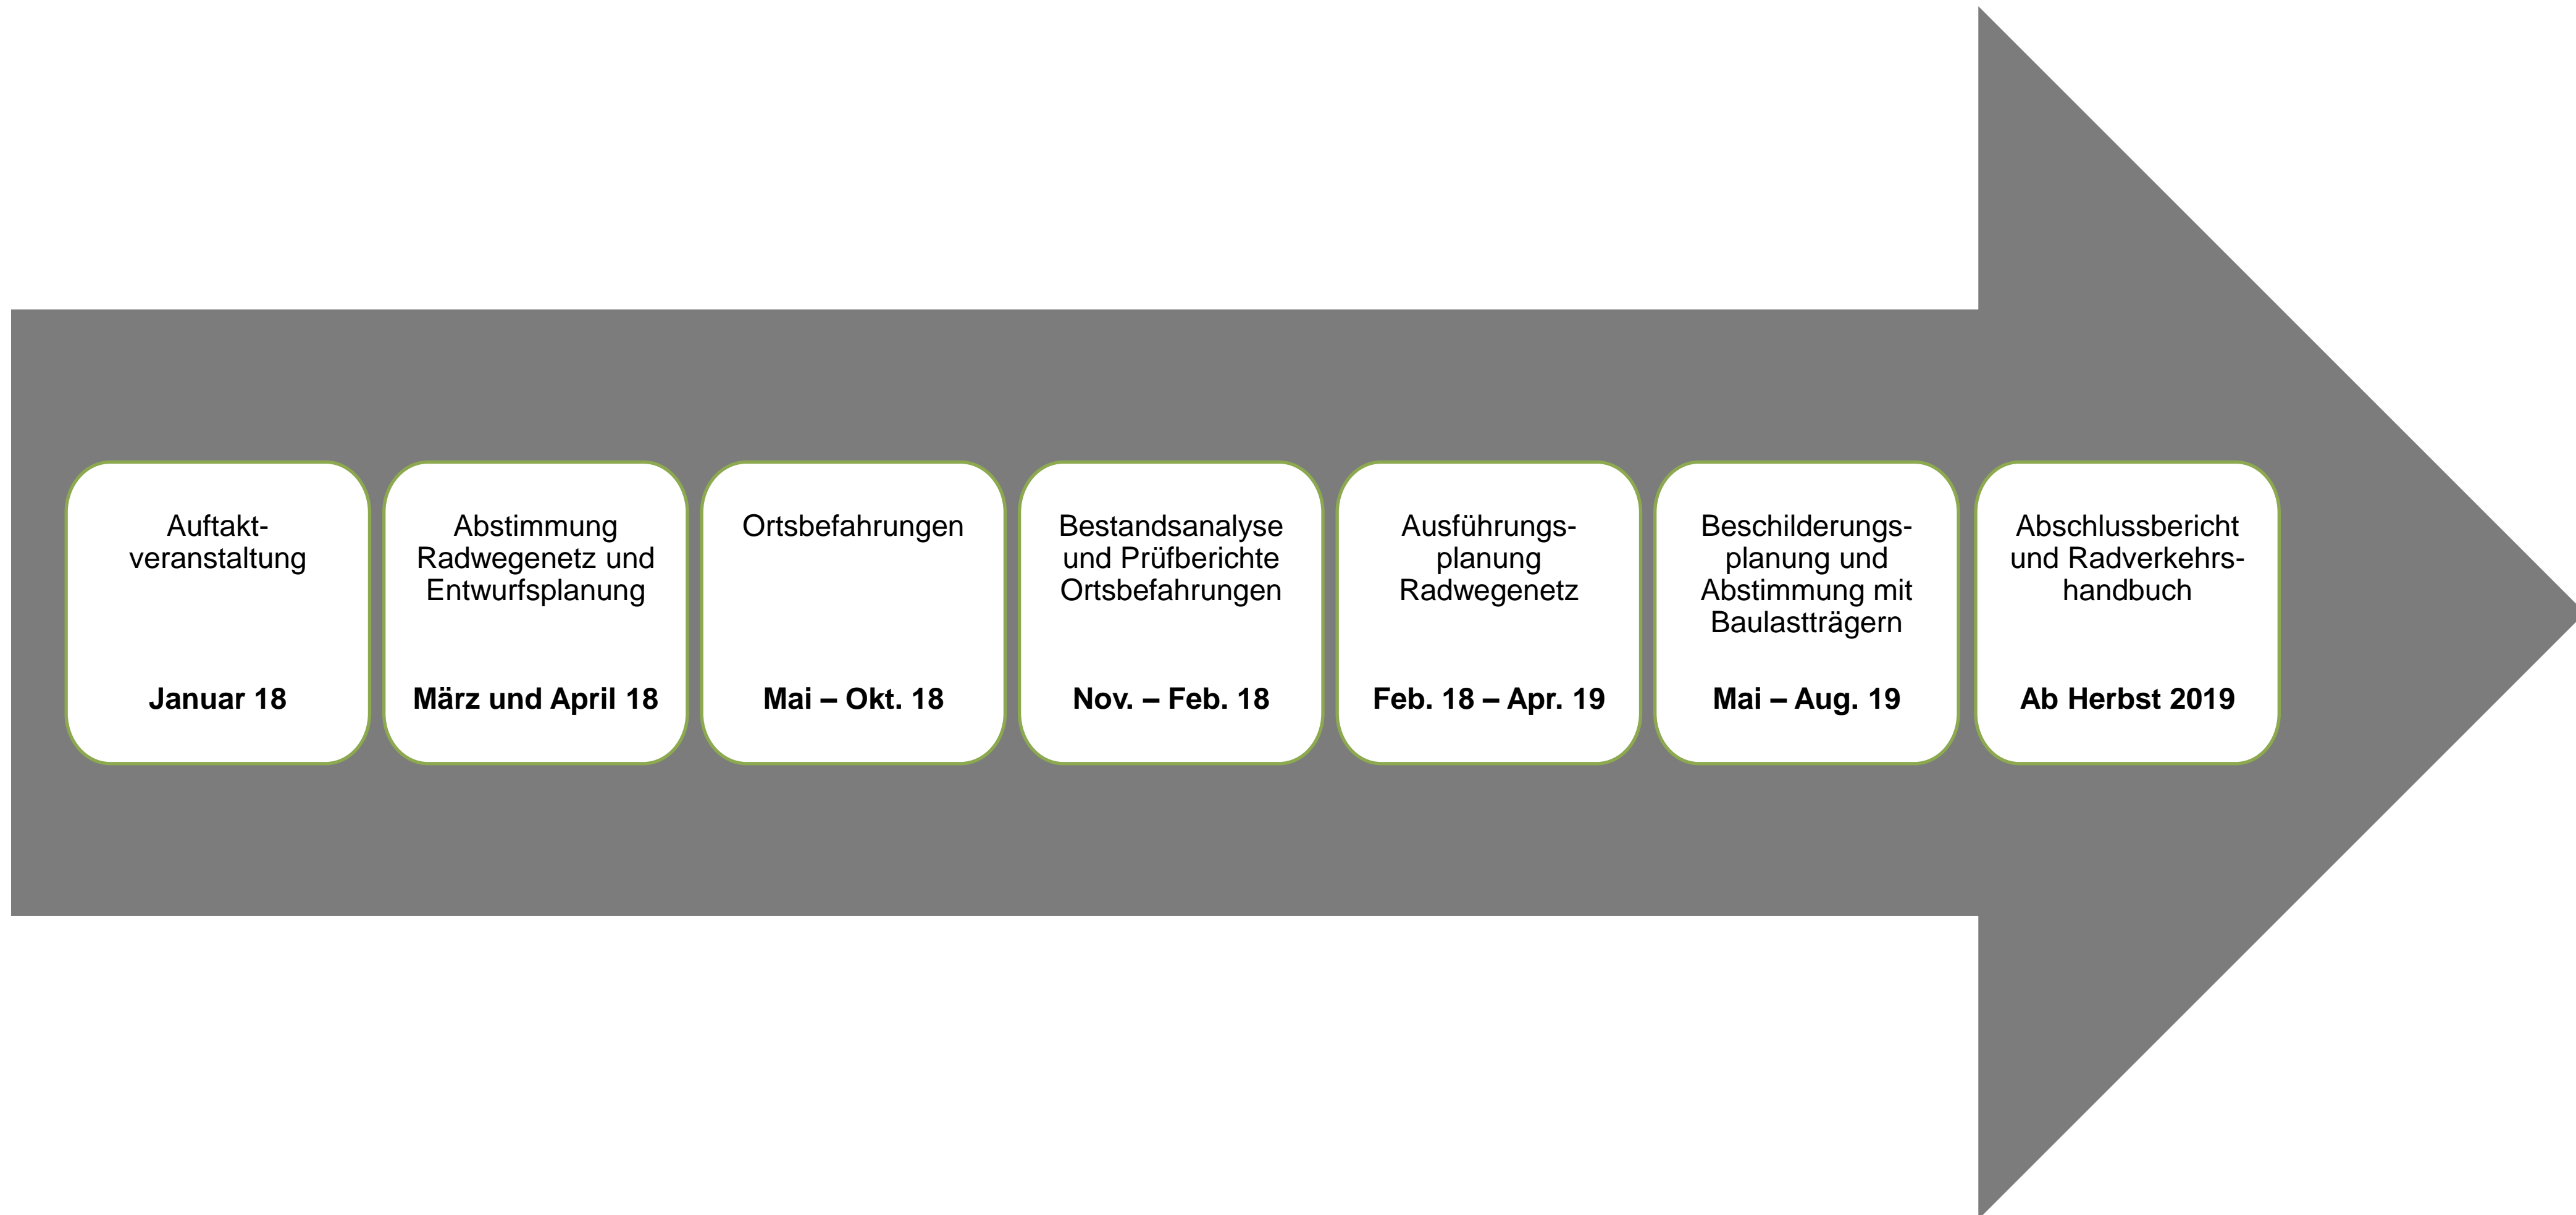 Auftakt-
veranstaltung
Januar 18
Abstimmung
Radwegenetz und
Entwurfsplanung
März und April 18
Ortsbefahrungen
Mai – Okt. 18
Bestandsanalyse
und Prüfberichte
Ortsbefahrungen
Nov. – Feb. 18
Ausführungs-
planung
Radwegenetz
Feb. 18 – Apr. 19
Beschilderungs-
planung und
Abstimmung mit
Baulastträgern
Mai – Aug. 19
Abschlussbericht
und Radverkehrs-
handbuch
Ab Herbst 2019